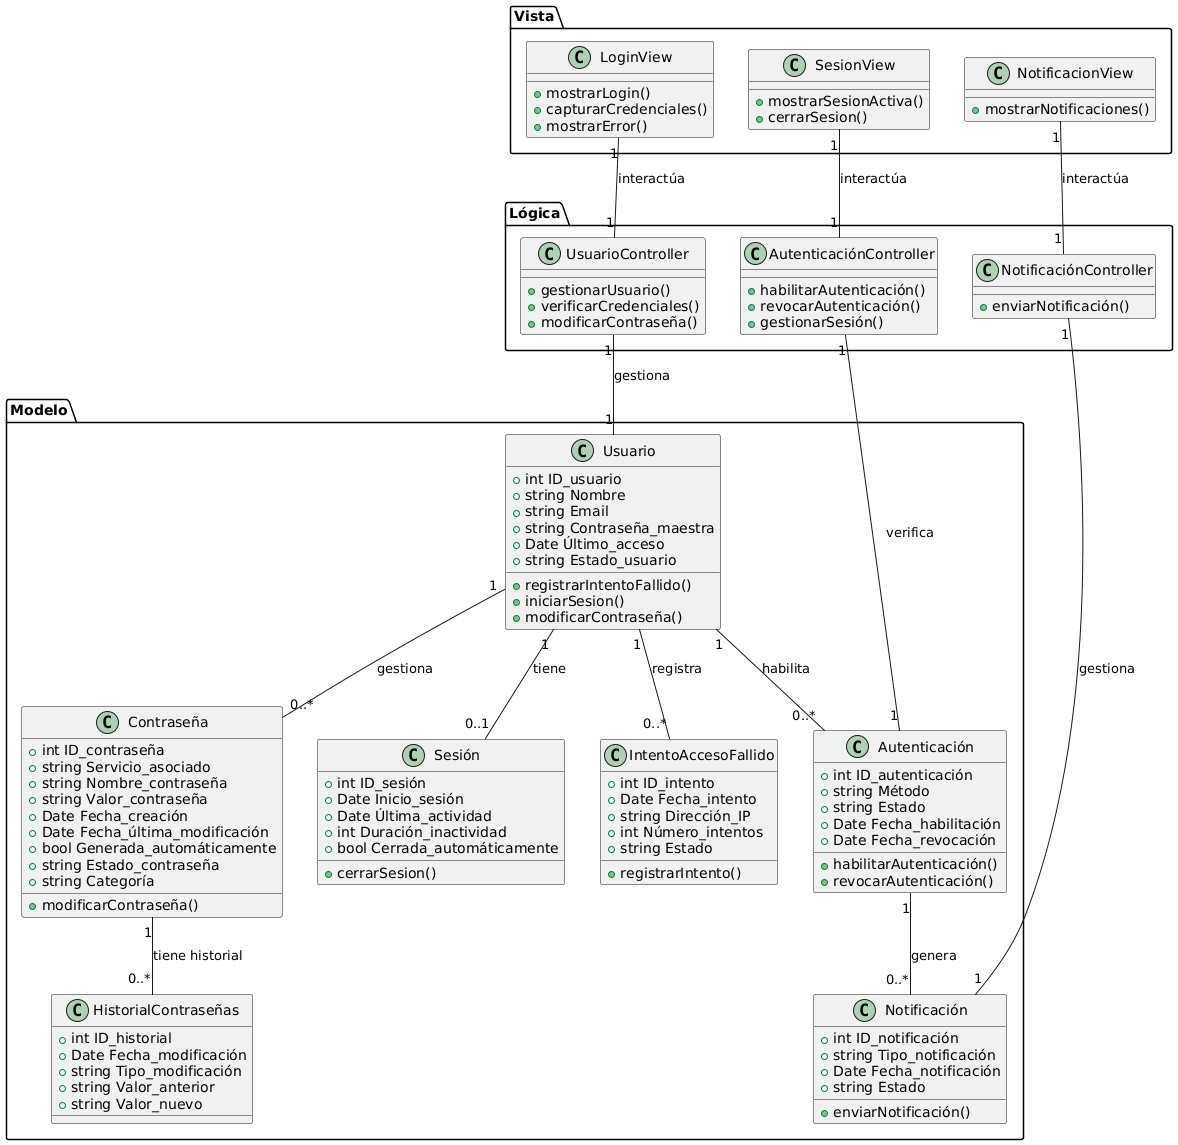 Vista
C LoginView
mostrarLogin()
capturarCredenciales()
mostrarError()
C SesionView
mostrarSesionActiva()
cerrarSesion()
C NotificacionView
mostrarNotificaciones()
1
1
1
interactúa
interactúa
interactúa
1
1
1
Lógica
C UsuarioController
gestionarUsuario()
verificarCredenciales()
modificarContraseña()
C AutenticaciónController
habilitarAutenticación()
revocarAutenticación()
gestionarSesión()
C NotificaciónController
enviarNotificación()
1
1
1
gestiona
1
verifica
1
gestiona
1
Modelo
C Usuario
int ID_usuario
string Nombre
string Email
string Contraseña_maestra
Date Último_acceso
string Estado_usuario
registrarIntentoFallido()
iniciarSesion()
modificarContraseña()
1
1
1
1
gestiona
tiene
registra
habilita
0..*
0..1
0..*
0..*
C Contraseña
int ID_contraseña
string Servicio_asociado
string Nombre_contraseña
string Valor_contraseña
Date Fecha_creación
Date Fecha_última_modificación
bool Generada_automáticamente
string Estado_contraseña
string Categoría
modificarContraseña()
C Sesión
int ID_sesión
Date Inicio_sesión
Date Última_actividad
int Duración_inactividad
bool Cerrada_automáticamente
cerrarSesion()
C IntentoAccesoFallido
int ID_intento
Date Fecha_intento
string Dirección_IP
int Número_intentos
string Estado
registrarIntento()
C Autenticación
int ID_autenticación
string Método
string Estado
Date Fecha_habilitación
Date Fecha_revocación
habilitarAutenticación()
revocarAutenticación()
1
tiene historial
0..*
1
genera
0..*
C HistorialContraseñas
int ID_historial
Date Fecha_modificación
string Tipo_modificación
string Valor_anterior
string Valor_nuevo
C Notificación
int ID_notificación
string Tipo_notificación
Date Fecha_notificación
string Estado
enviarNotificación()